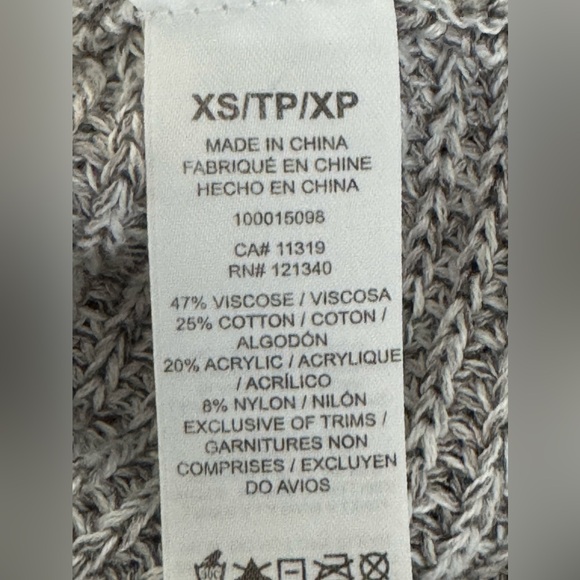 XS/TP/XP
MADE IN CHINA
FABRIQUÉ EN CHINE
HECHO EN CHINA
100015098
CA# 11319
RN# 121340
47% VISCOSE / VISCOSA
25% COTTON / COTON /
ALGODÓN
20% ACRYLIC / ACRYLIQUE
/ ACRÍLICO
8% NYLON / NILÓN
EXCLUSIVE OF TRIMS /
GARNITURES NON
COMPRISES / EXCLUYEN
DO AVIOS